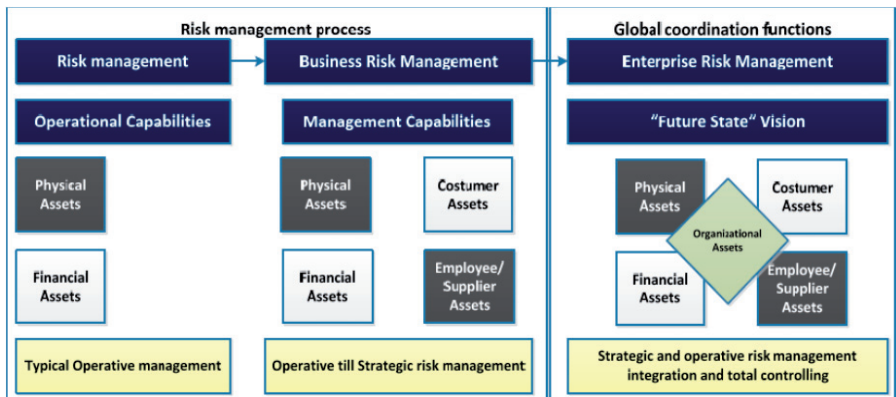 Risk management process
Global coordination functions
Risk management
Business Risk Management
Enterprise Risk Management
Operational Capabilities
Management Capabilities
"Future State" Vision
Physical
Assets
Physical
Assets
Costumer
Assets
Physical
Assets
Costumer
Assets
Organizational
Assets
Financial
Assets
Financial
Assets
Employee/
Supplier
Assets
Financial
Assets
Employee/
Supplier
Assets
Typical Operative management
Operative till Strategic risk management
Strategic and operative risk management
integration and total controlling